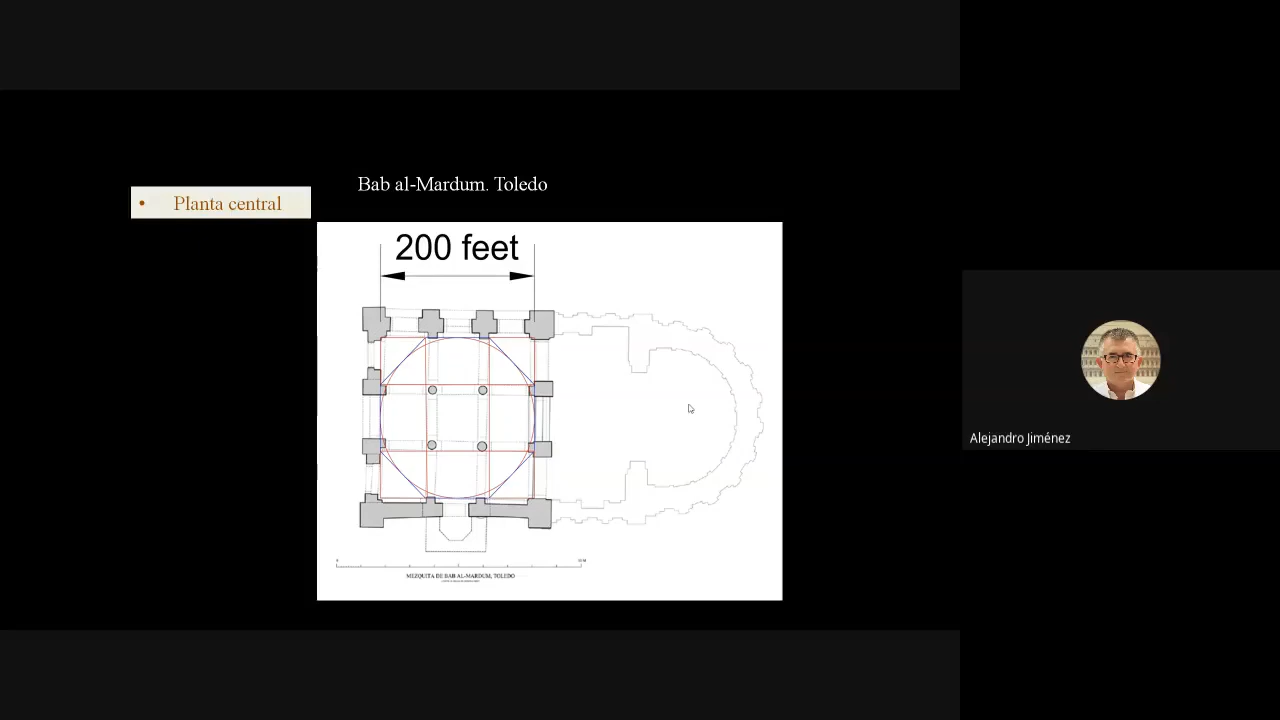 Bab al-Mardum. Toledo
• Planta central
200 feet
MEZQUITA DE BAB AL-MARDUM, TOLEDO
Alejandro Jiménez